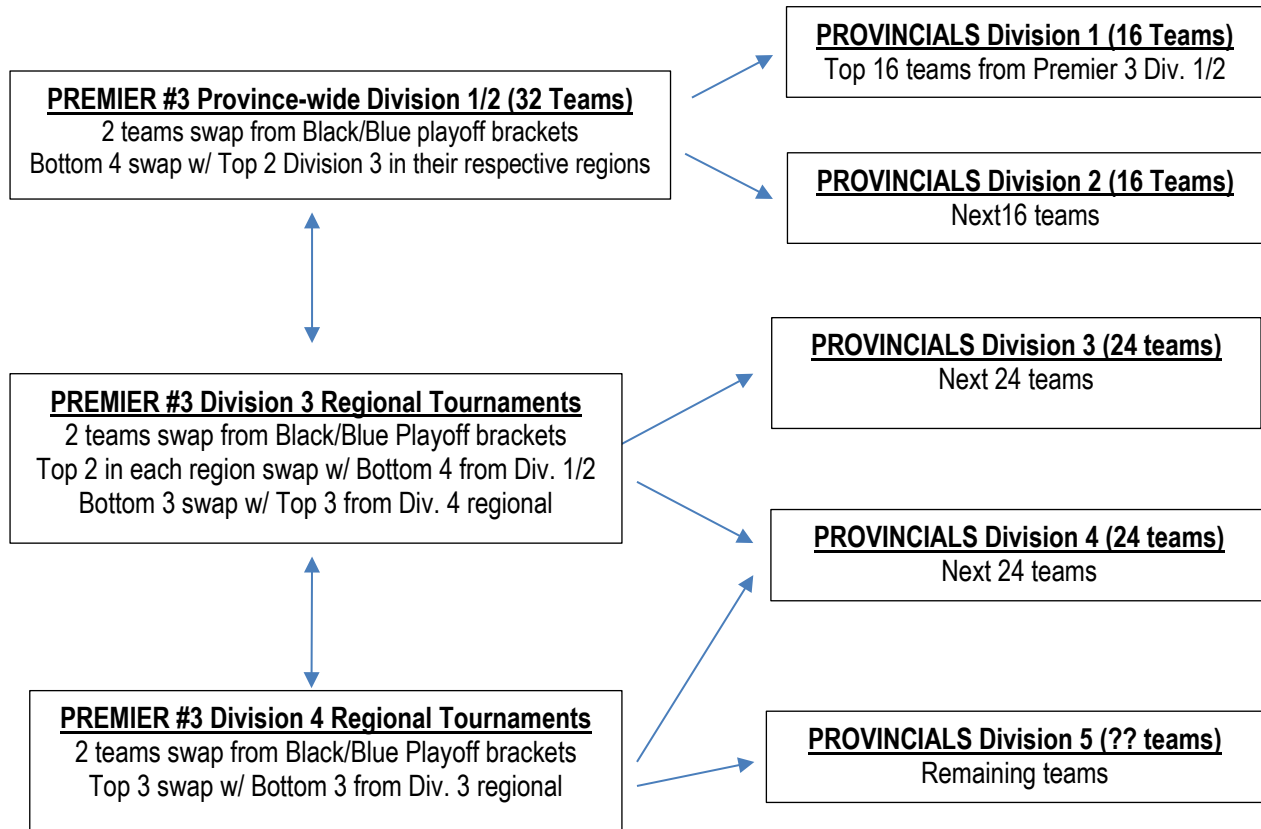 PREMIER #3 Province-wide Division 1/2 (32 Teams)
2 teams swap from Black/Blue playoff brackets
Bottom 4 swap w/ Top 2 Division 3 in their respective regions
PROVINCIALS Division 1 (16 Teams)
Top 16 teams from Premier 3 Div. 1/2
PROVINCIALS Division 2 (16 Teams)
Next16 teams
PREMIER #3 Division 3 Regional Tournaments
2 teams swap from Black/Blue Playoff brackets
Top 2 in each region swap w/ Bottom 4 from Div. 1/2
Bottom 3 swap w/ Top 3 from Div. 4 regional
PROVINCIALS Division 3 (24 teams)
Next 24 teams
PROVINCIALS Division 4 (24 teams)
Next 24 teams
PREMIER #3 Division 4 Regional Tournaments
2 teams swap from Black/Blue Playoff brackets
Top 3 swap w/ Bottom 3 from Div. 3 regional
PROVINCIALS Division 5 (?? teams)
Remaining teams